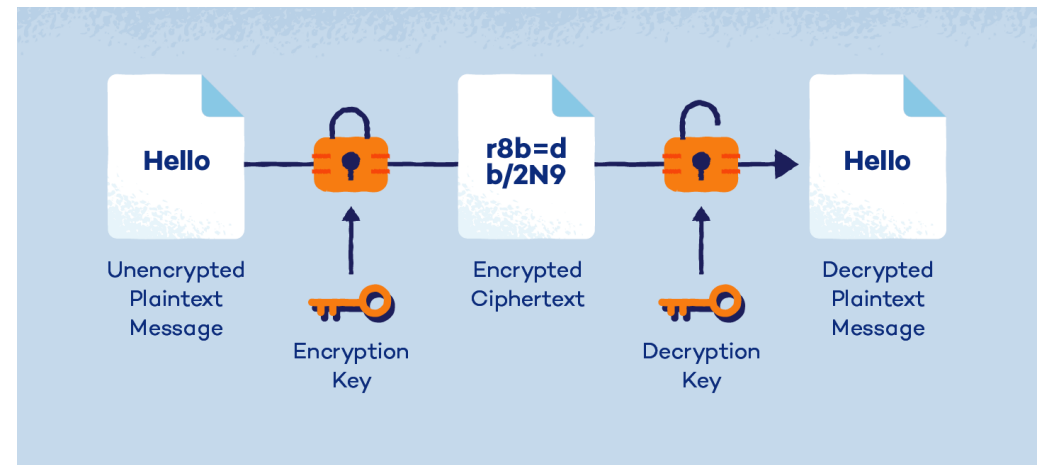 Hello
r8b=d
b/2N9
Hello
Unencrypted
Plaintext
Message
Encrypted
Ciphertext
Decrypted
Plaintext
Message
Encryption
Key
Decryption
Key